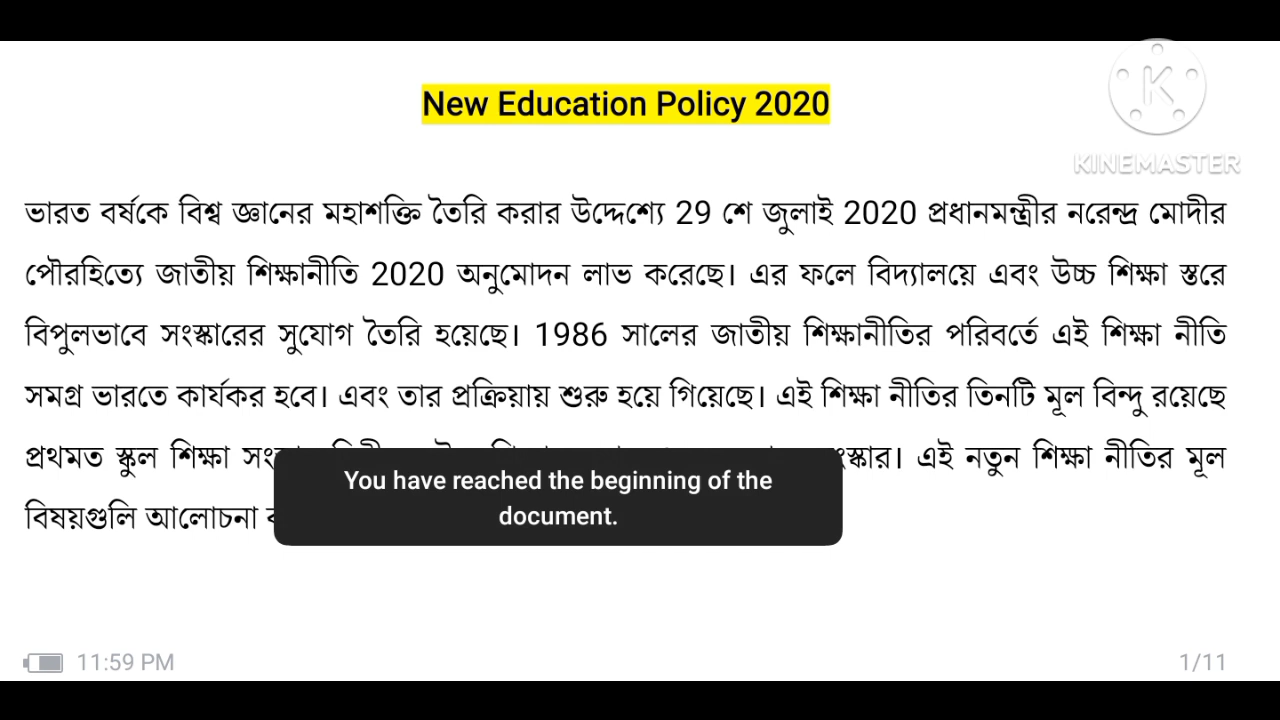 New Education Policy 2020
KINEMASTER
ভারত বর্ষকে বিশ্ব জ্ঞানের মহাশক্তি তৈরি করার উদ্দেশ্যে 29 শে জুলাই 2020 প্রধানমন্ত্রীর নরেন্দ্র মোদীর
পৌরহিত্যে জাতীয় শিক্ষানীতি 2020 অনুমোদন লাভ করেছে। এর ফলে বিদ্যালয়ে এবং উচ্চ শিক্ষা স্তরে
বিপুলভাবে সংস্কারের সুযোগ তৈরি হয়েছে। 1986 সালের জাতীয় শিক্ষানীতির পরিবর্তে এই শিক্ষা নীতি
সমগ্র ভারতে কার্যকর হবে। এবং তার প্রক্রিয়ায় শুরু হয়ে গিয়েছে। এই শিক্ষা নীতির তিনটি মূল বিন্দু রয়েছে
প্রথমত স্কুল শিক্ষা এই নতুন শিক্ষা নীতির মূল
বিষয়গুলি আলোচনা
You have reached the beginning of the
document.
11:59 PM
1/11